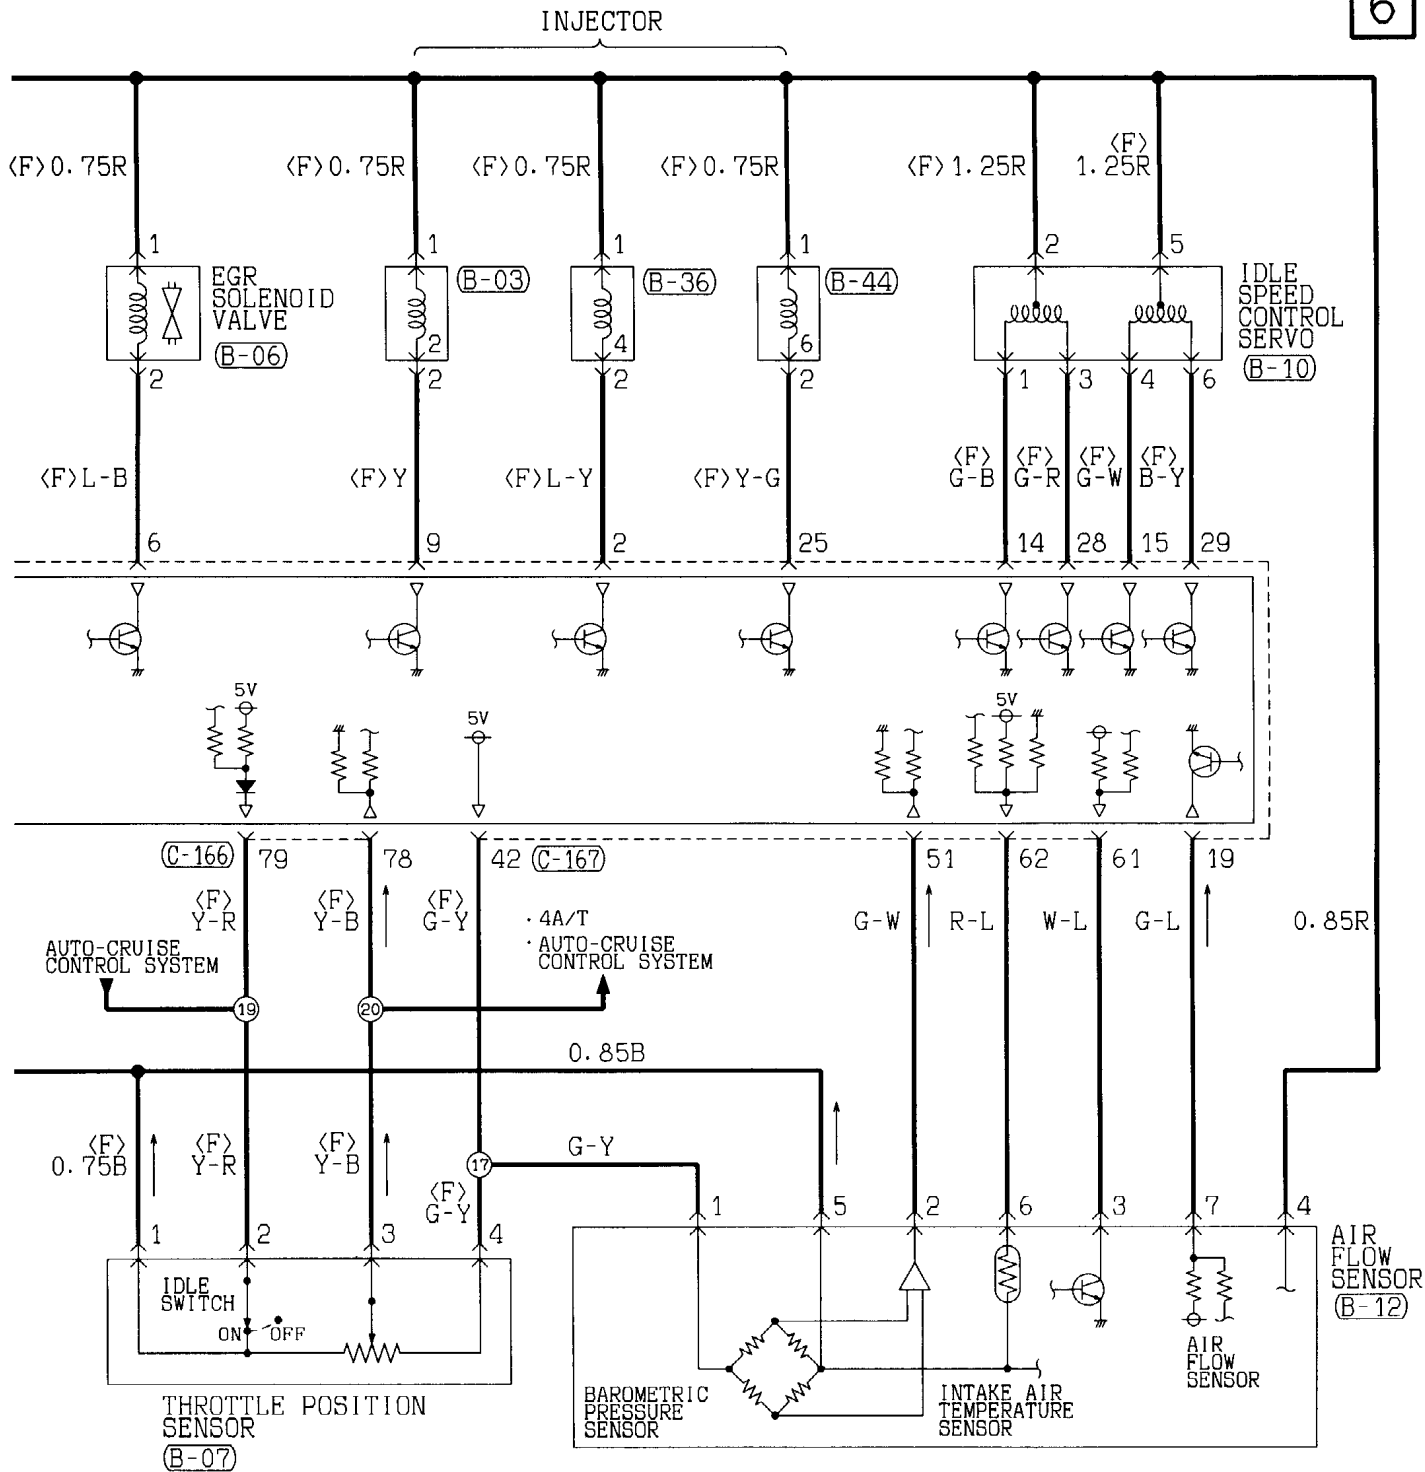 INJECTOR
6
<F>0.75R
<F>0.75R
<F>0.75R
<F>0.75R
<F>1.25R
<F>
1.25R
1
1
1
1
2
5
EGR
SOLENOID
VALVE
(B-06)
(B-03)
(B-36)
(B-44)
IDLE
SPEED
CONTROL
SERVO
(B-10)
2
4
6
2
2
2
2
1
3
4
6
<F>L-B
<F>Y
<F>L-Y
<F>Y-G
<F>
G-B
<F>
G-R
<F>
G-W
<F>
B-Y
6
9
2
25
14
28
15
29
5V
5V
5V
(C-166)
79
78
42
(C-167)
51
62
61
19
<F>
Y-R
<F>
Y-B
<F>
G-Y
· 4A/T
· AUTO-CRUISE
CONTROL SYSTEM
G-W
R-L
W-L
G-L
0.85R
AUTO-CRUISE
CONTROL SYSTEM
19
20
0.85B
<F>
0.75B
<F>
Y-R
<F>
Y-B
17
G-Y
<F>
G-Y
1
2
3
4
1
5
2
6
3
7
4
IDLE
SWITCH
ON
OFF
THROTTLE POSITION
SENSOR
(B-07)
BAROMETRIC
PRESSURE
SENSOR
INTAKE AIR
TEMPERATURE
SENSOR
AIR
FLOW
SENSOR
AIR
FLOW
SENSOR
(B-12)